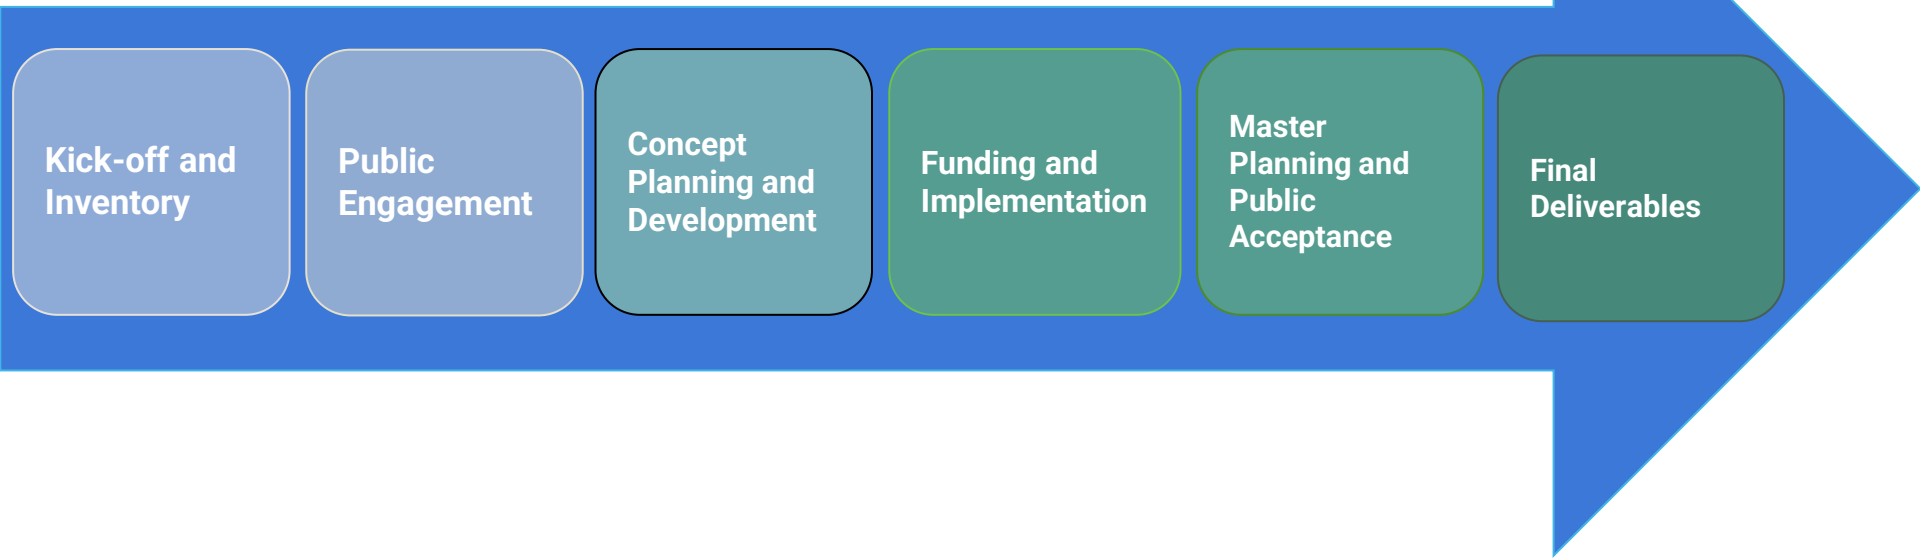 Kick-off and
Inventory
Public
Engagement
Concept
Planning and
Development
Funding and
Implementation
Master
Planning and
Public
Acceptance
Final
Deliverables